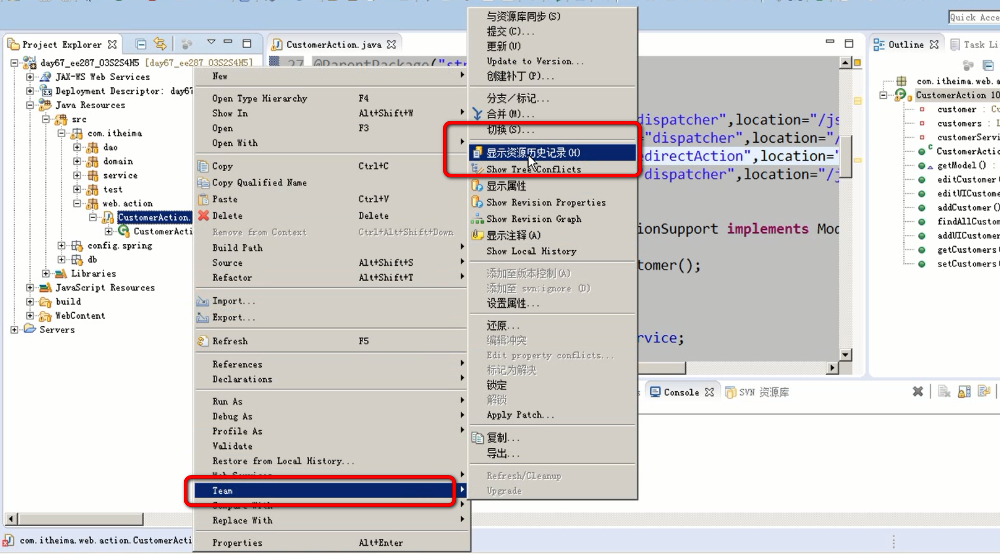 Quick Acce
Project Explorer
CustomerAction.java
Outline
Task Li
day67_ee287_03S2S4H5 [day67_ee287_03S2S4H5]
JAX-WS Web Services
Deployment Descriptor: day67
Java Resources
src
com.itheima
dao
domain
service
test
web.action
CustomerAction.
CustomerActi
config.spring
db
Libraries
JavaScript Resources
build
WebContent
Servers
com.itheima.web.action.CustomerActi
27 @ParentPackage("str
New
Open Type Hierarchy F4
Show In Alt+Shift+W
Open F3
Open With
Copy Ctrl+C
Copy Qualified Name
Paste Ctrl+V
Delete Delete
Remove from Context Ctrl+Alt+Shift+Down
Build Path
Source Alt+Shift+S
Refactor Alt+Shift+T
Import...
Export...
Refresh F5
References
Declarations
Run As
Debug As
Profile As
Validate
Restore from Local History...
Web Services
Team
Compare With
Replace With
Properties Alt+Enter
与资源库同步(S)
提交(C)...
更新(U)
Update to Version...
创建补丁(P)...
分支/标记...
合并(M)...
切换(S)...
显示资源历史记录(H)
Show Tree Conflicts
显示属性
Show Revision Properties
Show Revision Graph
显示注释(A)
Show Local History
添加至版本控制(A)
添加至 svn:ignore (D)
设置属性...
还原...
编辑冲突
Edit property conflicts...
标记为解决
锁定
解锁
Apply Patch...
复制...
导出...
Refresh/Cleanup
Upgrade
dispatcher",location="/js
"dispatcher",location="/
edirectAction",location="
dispatcher",location="/j
ionSupport implements Mod
tomer();
rvice;
Console
SVN 资源库
com.itheima.web.a
CustomerAction 10
customer : Cu
customers : L
customerServi
CustomerActio
getModel() :
editCustomer(
editUICustome
addCustomer()
findAllCustom
addUICustomer
getCustomers(
setCustomers(